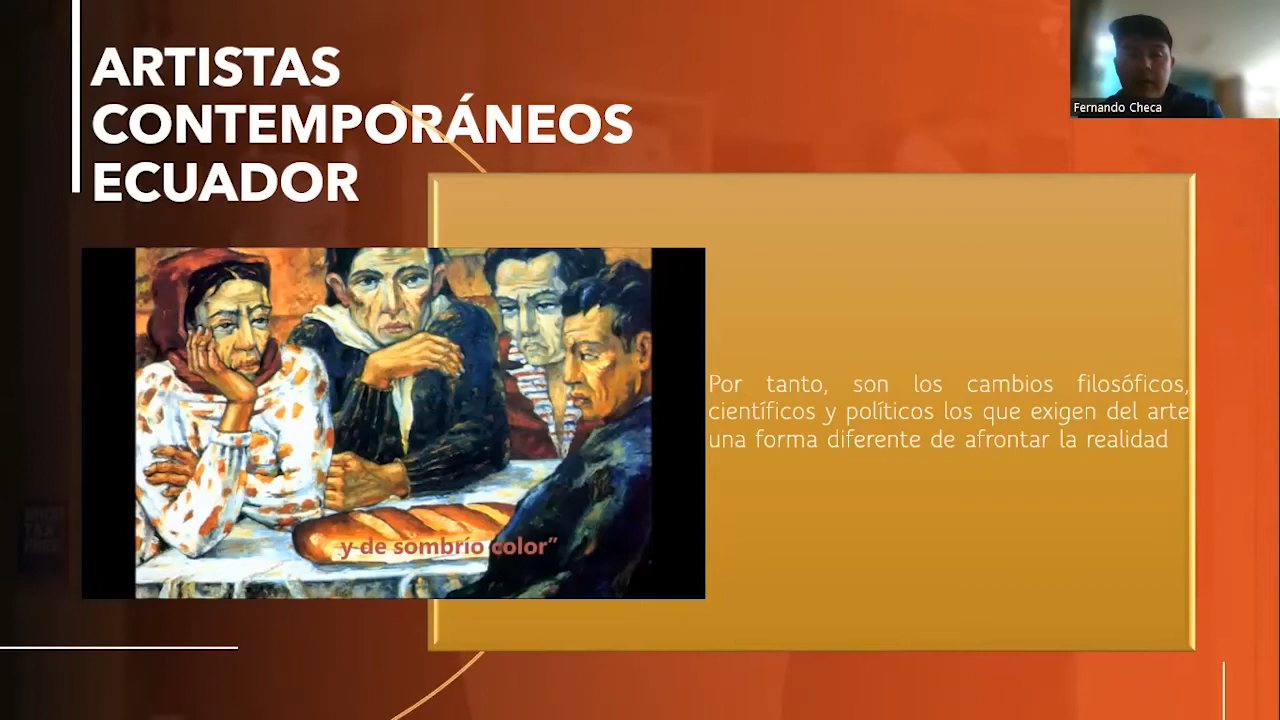 ARTISTAS
CONTEMPORÁNEOS
ECUADOR
Fernando Checa
Por tanto, son los cambios filosóficos,
científicos y políticos los que exigen del arte
una forma diferente de afrontar la realidad
y de sombrío color”